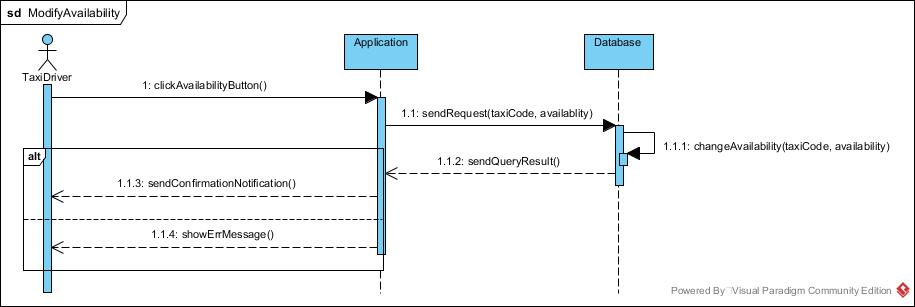 sd ModifyAvailability
TaxiDriver
Application
Database
1: clickAvailabilityButton()
1.1: sendRequest(taxiCode, availablity)
1.1.1: changeAvailability(taxiCode, availability)
alt
1.1.2: sendQueryResult()
1.1.3: sendConfirmationNotification()
1.1.4: showErrMessage()
Powered By Visual Paradigm Community Edition